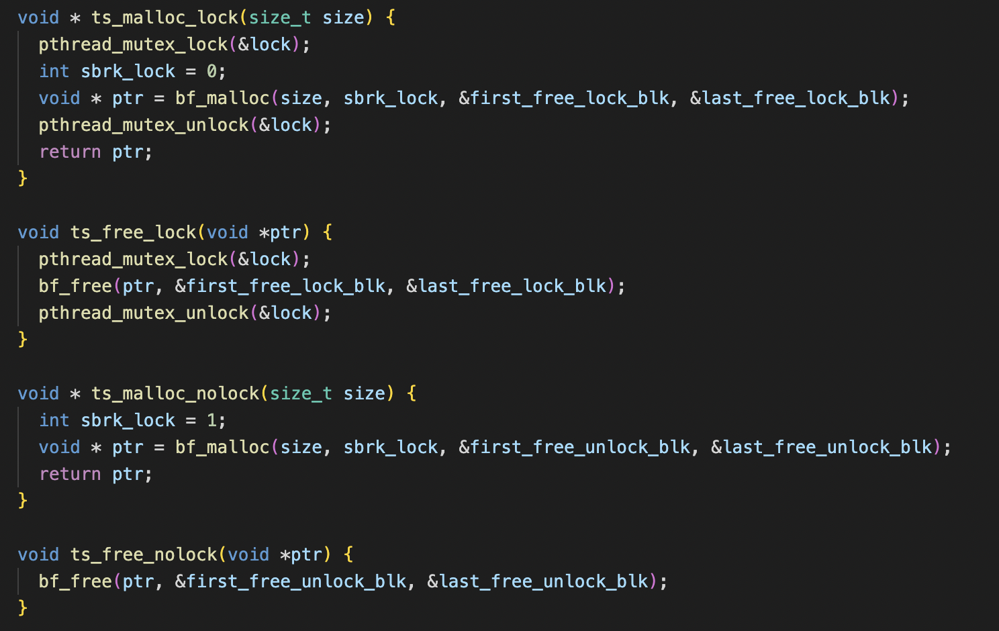 void * ts_malloc_lock(size_t size) {
  pthread_mutex_lock(&lock);
  int sbrk_lock = 0;
  void * ptr = bf_malloc(size, sbrk_lock, &first_free_lock_blk, &last_free_lock_blk);
  pthread_mutex_unlock(&lock);
  return ptr;
}

void ts_free_lock(void *ptr) {
  pthread_mutex_lock(&lock);
  bf_free(ptr, &first_free_lock_blk, &last_free_lock_blk);
  pthread_mutex_unlock(&lock);
}

void * ts_malloc_nolock(size_t size) {
  int sbrk_lock = 1;
  void * ptr = bf_malloc(size, sbrk_lock, &first_free_unlock_blk, &last_free_unlock_blk);
  return ptr;
}

void ts_free_nolock(void *ptr) {
  bf_free(ptr, &first_free_unlock_blk, &last_free_unlock_blk);
}